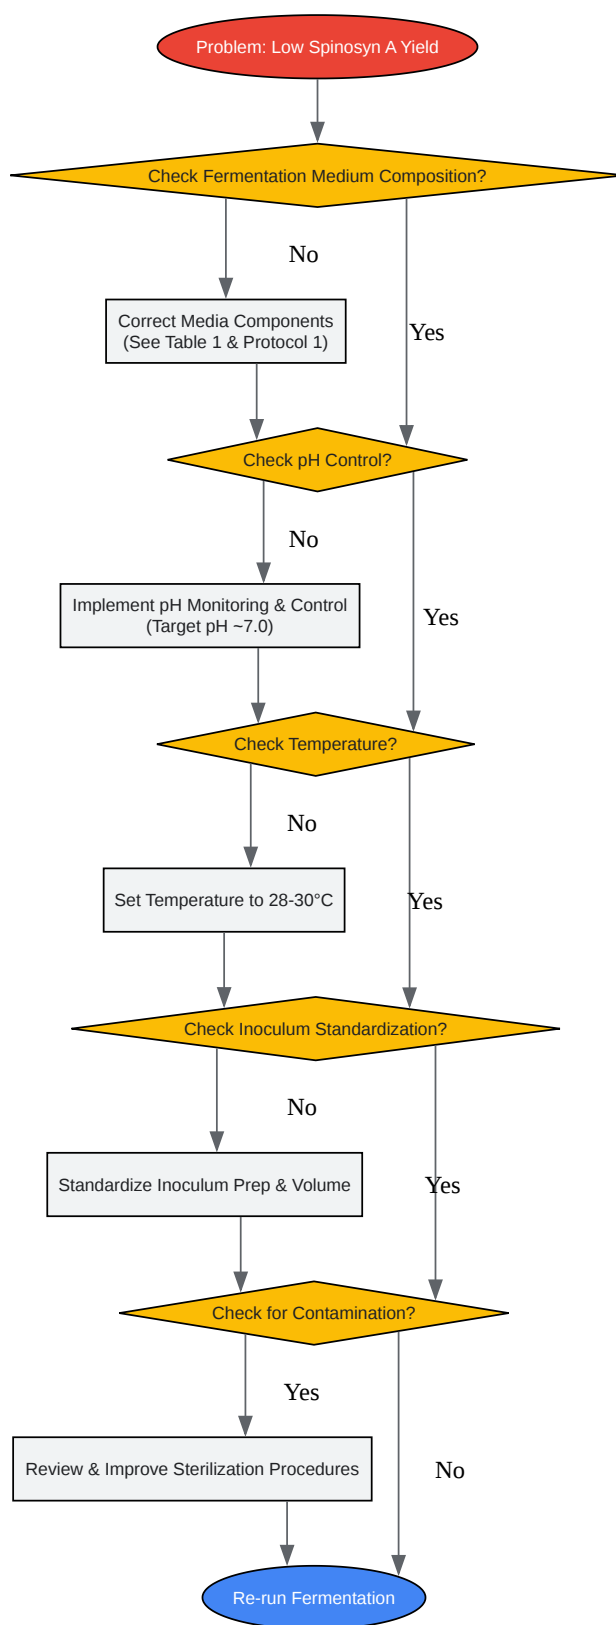 Problem: Low Spinosyn A Yield
Check Fermentation Medium Composition?
No
Correct Media Components
(See Table 1 & Protocol 1)
Yes
Check pH Control?
No
Implement pH Monitoring & Control
(Target pH ~7.0)
Yes
Check Temperature?
No
Set Temperature to 28-30°C
Yes
Check Inoculum Standardization?
No
Standardize Inoculum Prep & Volume
Yes
Check for Contamination?
Yes
Review & Improve Sterilization Procedures
No
Re-run Fermentation